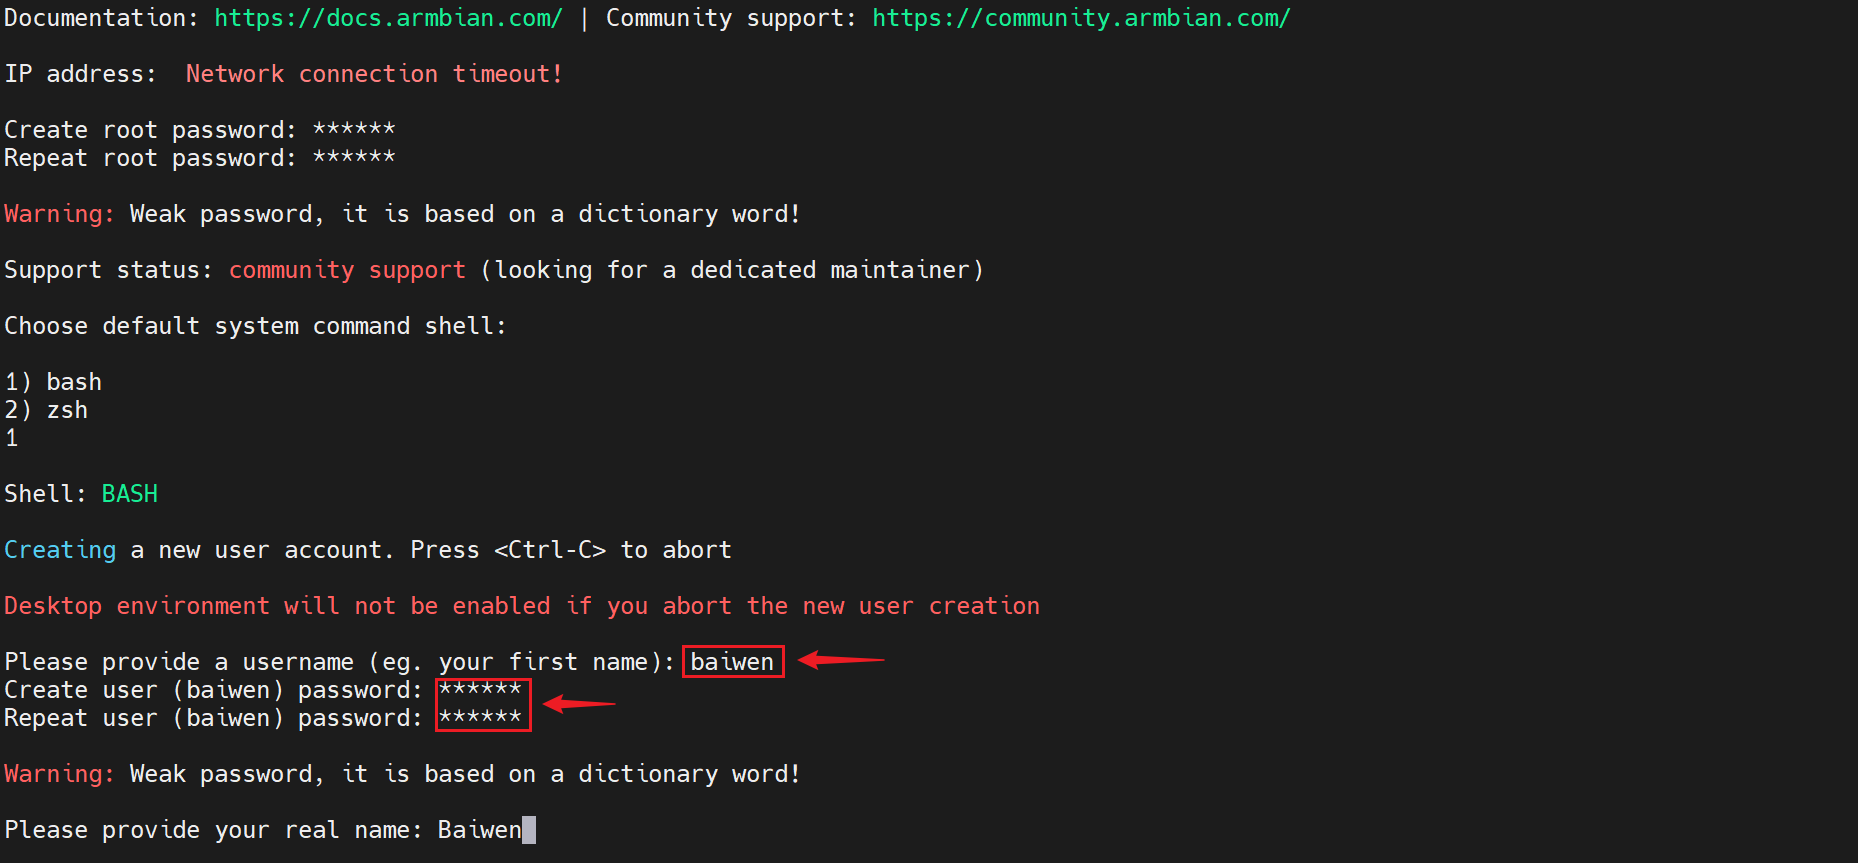 Documentation: https://docs.armbian.com/ | Community support: https://community.armbian.com/
IP address:  Network connection timeout!
Create root password: ******
Repeat root password: ******
Warning: Weak password, it is based on a dictionary word!
Support status: community support (looking for a dedicated maintainer)
Choose default system command shell:
1) bash
2) zsh
1
Shell: BASH
Creating a new user account. Press <Ctrl-C> to abort
Desktop environment will not be enabled if you abort the new user creation
Please provide a username (eg. your first name): baiwen
Create user (baiwen) password: ******
Repeat user (baiwen) password: ******
Warning: Weak password, it is based on a dictionary word!
Please provide your real name: Baiwen